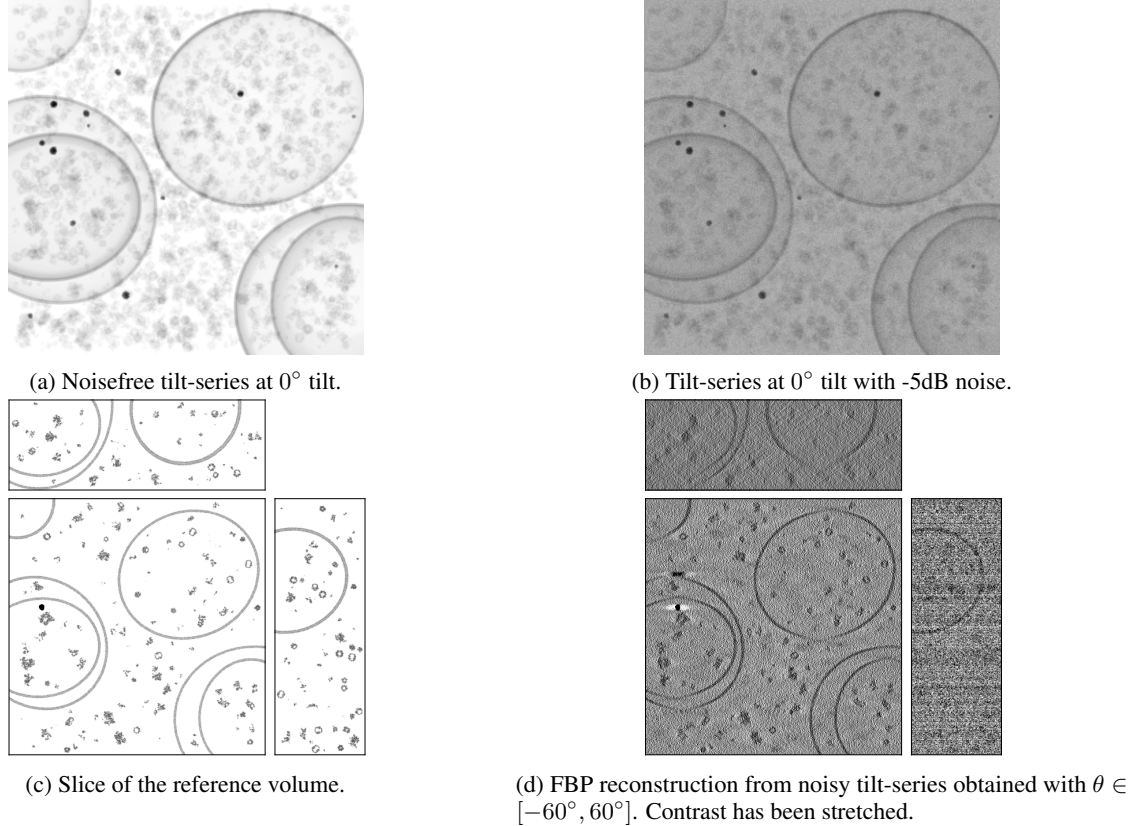 (a) Noisefree tilt-series at 0° tilt.
(b) Tilt-series at 0° tilt with -5dB noise.
(c) Slice of the reference volume.
(d) FBP reconstruction from noisy tilt-series obtained with θ ∈
[−60°, 60°]. Contrast has been stretched.